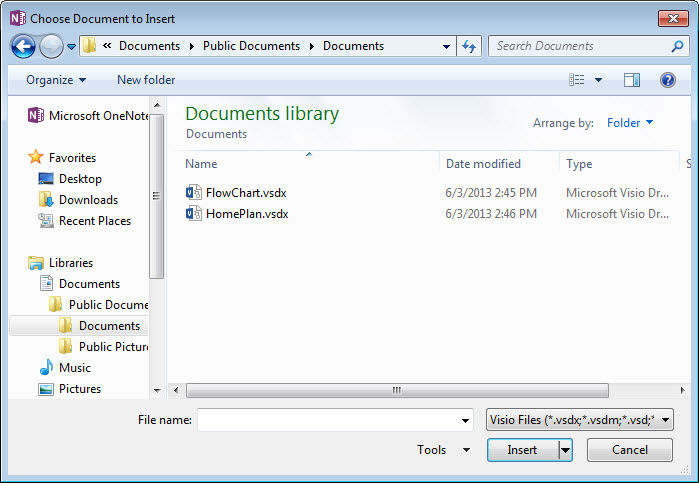 Choose Document to Insert
« Documents Public Documents Documents
Search Documents
Organize New folder
Microsoft OneNote
Favorites
Desktop
Downloads
Recent Places
Libraries
Documents
Public Docume
Documents
Public Picture
Music
Pictures
Documents library
Documents
Arrange by: Folder
Name Date modified Type S
FlowChart.vsdx 6/3/2013 2:45 PM Microsoft Visio Dr...
HomePlan.vsdx 6/3/2013 2:46 PM Microsoft Visio Dr...
File name:
Visio Files (*.vsdx;*.vsdm;*.vsd;*
Tools Insert Cancel